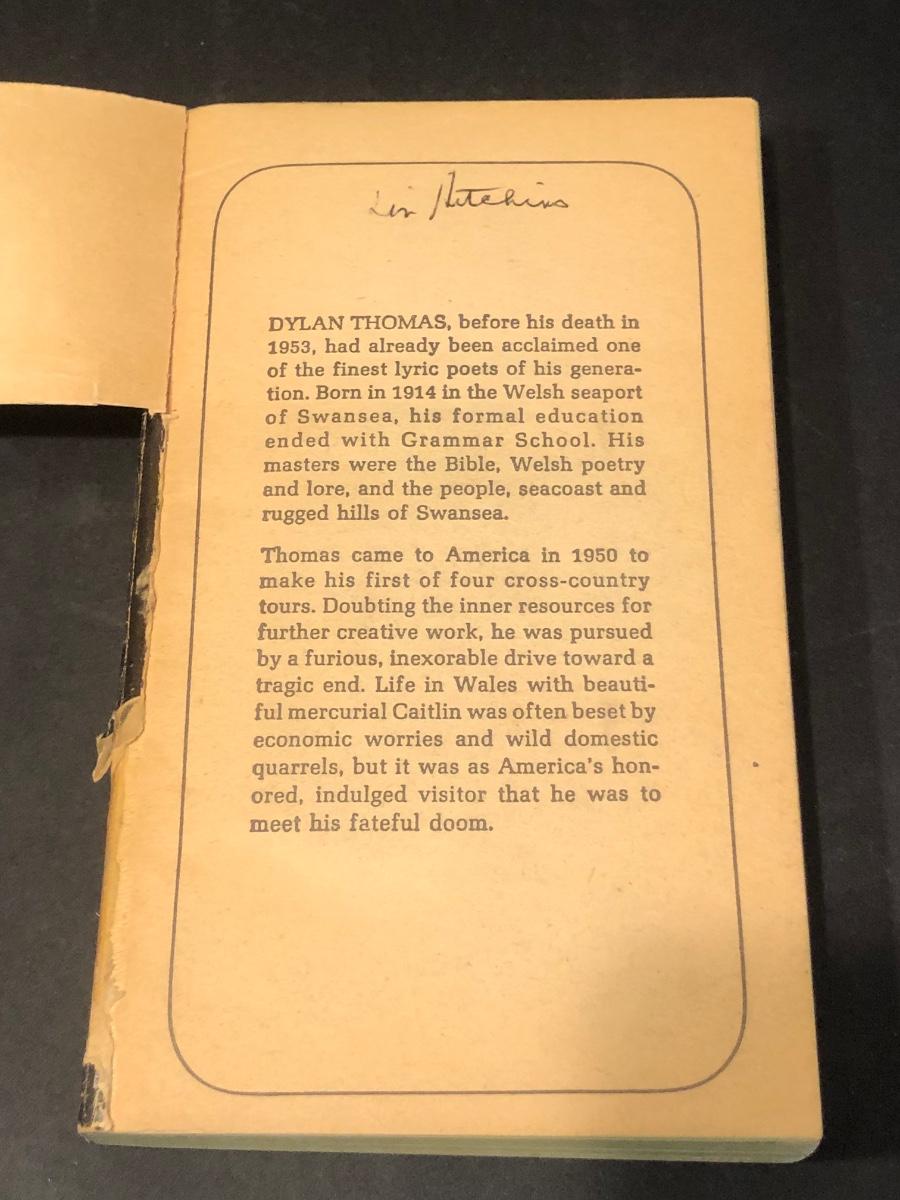 Hitchins
DYLAN THOMAS, before his death in
1953, had already been acclaimed one
of the finest lyric poets of his genera-
tion. Born in 1914 in the Welsh seaport
of Swansea, his formal education
ended with Grammar School. His
masters were the Bible, Welsh poetry
and lore, and the people, seacoast and
rugged hills of Swansea.
Thomas came to America in 1950 to
make his first of four cross-country
tours. Doubting the inner resources for
further creative work, he was pursued
by a furious, inexorable drive toward a
tragic end. Life in Wales with beauti-
ful mercurial Caitlin was often beset by
economic worries and wild domestic
quarrels, but it was as America's hon-
ored, indulged visitor that he was to
meet his fateful doom.